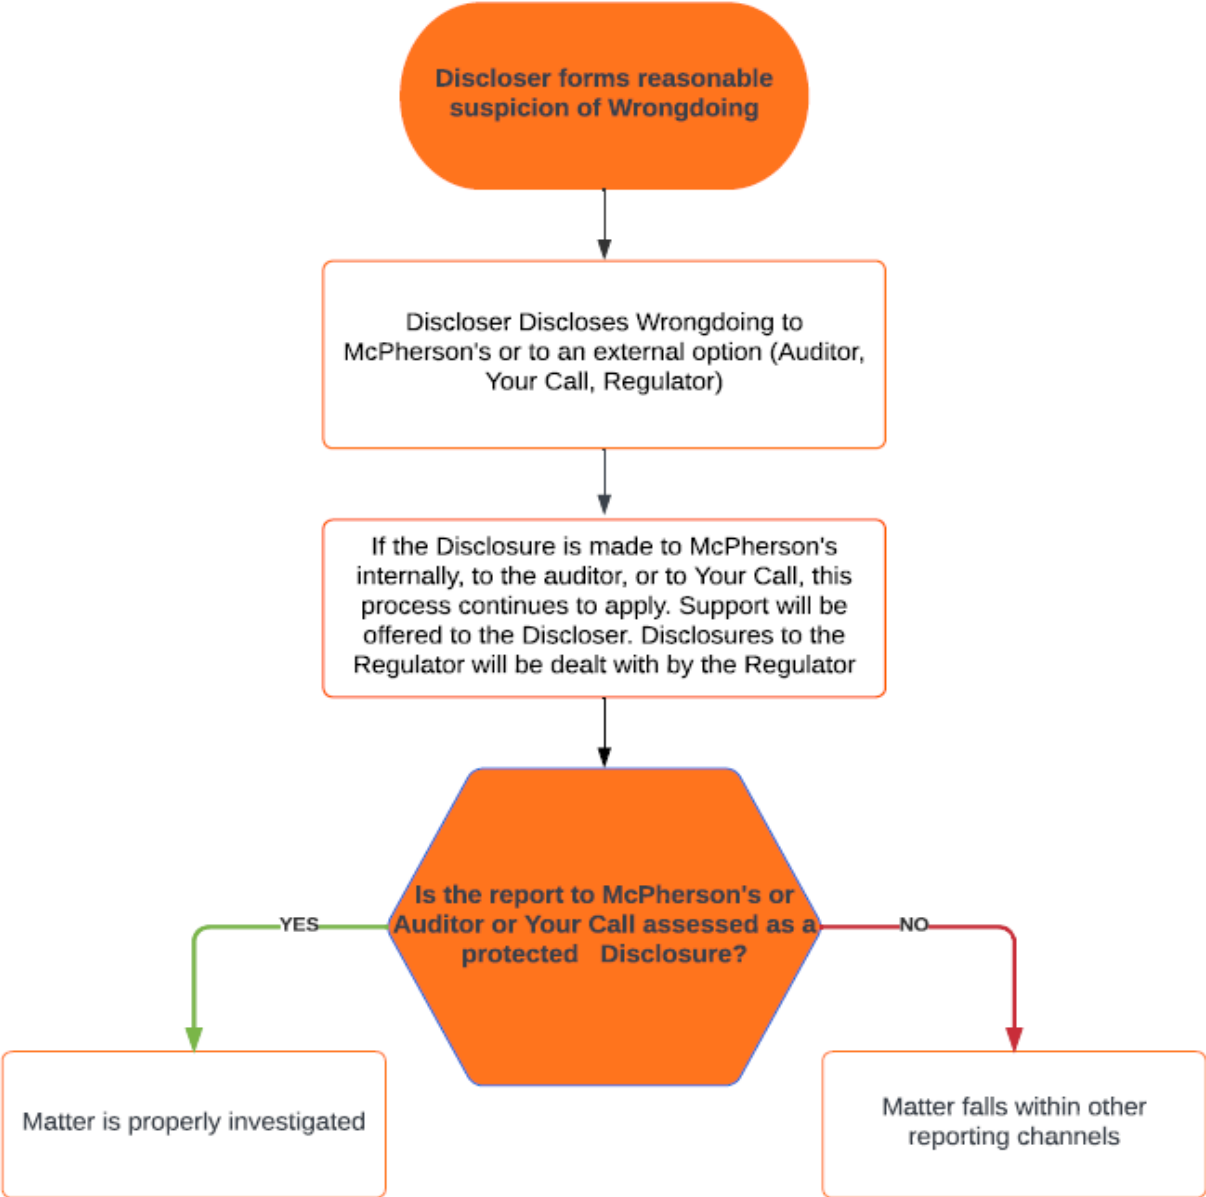 Discloser forms reasonable
suspicion of Wrongdoing
Discloser Discloses Wrongdoing to
McPherson's or to an external option (Auditor,
Your Call, Regulator)
If the Disclosure is made to McPherson's
internally, to the auditor, or to Your Call, this
process continues to apply. Support will be
offered to the Discloser. Disclosures to the
Regulator will be dealt with by the Regulator
Is the report to McPherson's or
Auditor or Your Call assessed as a
protected   Disclosure?
YES
NO
Matter is properly investigated
Matter falls within other
reporting channels